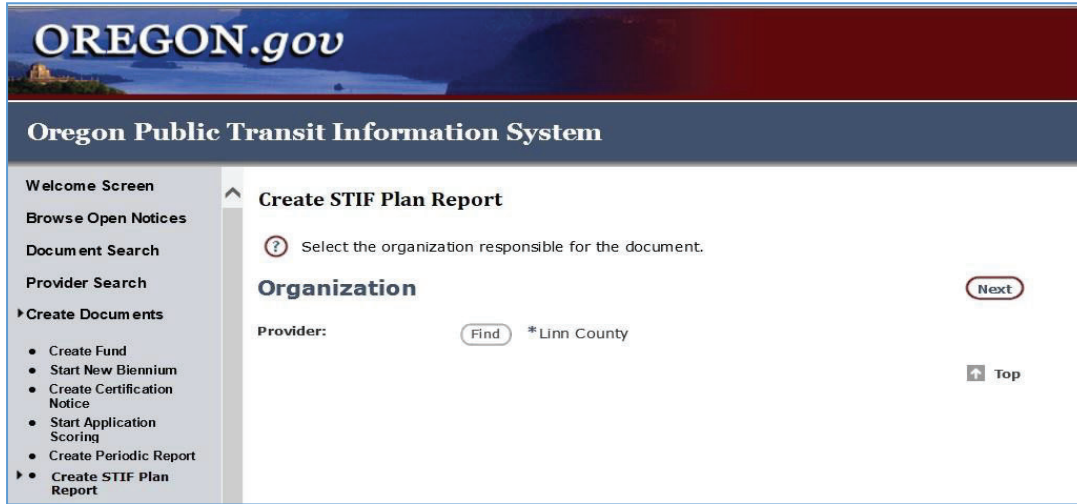 OREGON.gov
Oregon Public Transit Information System
Welcome Screen
Browse Open Notices
Document Search
Provider Search
Create Documents
Create Fund
Start New Biennium
Create Certification
Notice
Start Application
Scoring
Create Periodic Report
Create STIF Plan
Report
Create STIF Plan Report
? Select the organization responsible for the document.
Organization
Next
Provider: Find *Linn County
Top